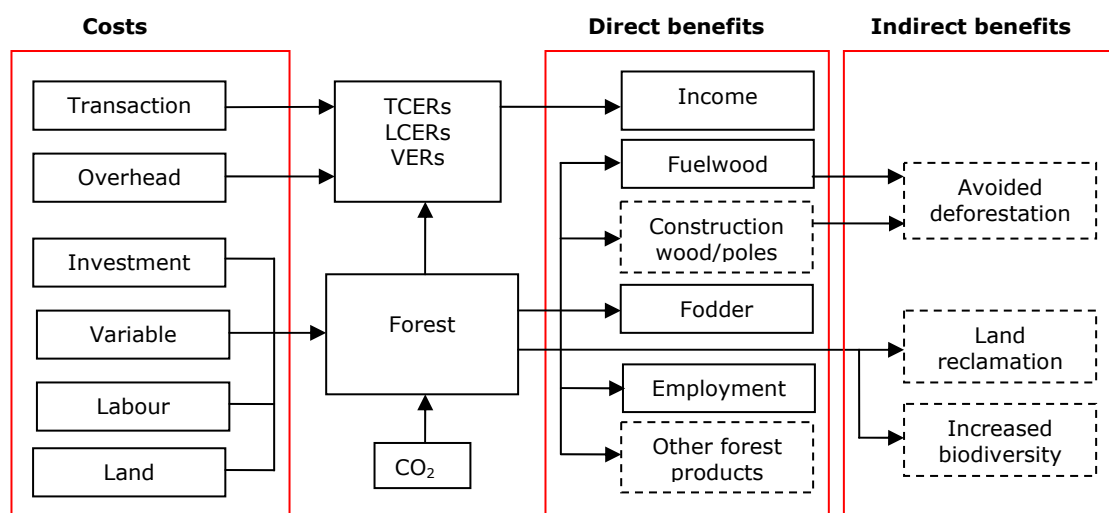 Costs
Direct benefits
Indirect benefits
Transaction
Overhead
Investment
Variable
Labour
Land
TCERs
LCERs
VERs
Forest
CO₂
Income
Fuelwood
Construction
wood/poles
Fodder
Employment
Other forest
products
Avoided
deforestation
Land
reclamation
Increased
biodiversity